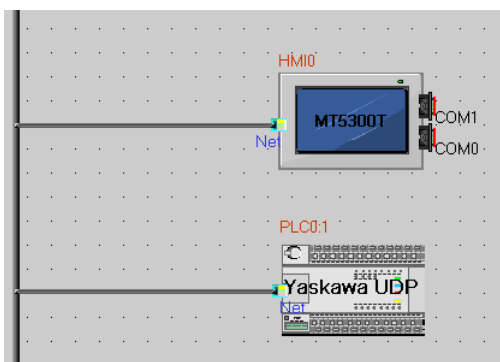 HMI0
MT5300T
COM1
Net
COM0
PLC0:1
Yaskawa UDP
Net